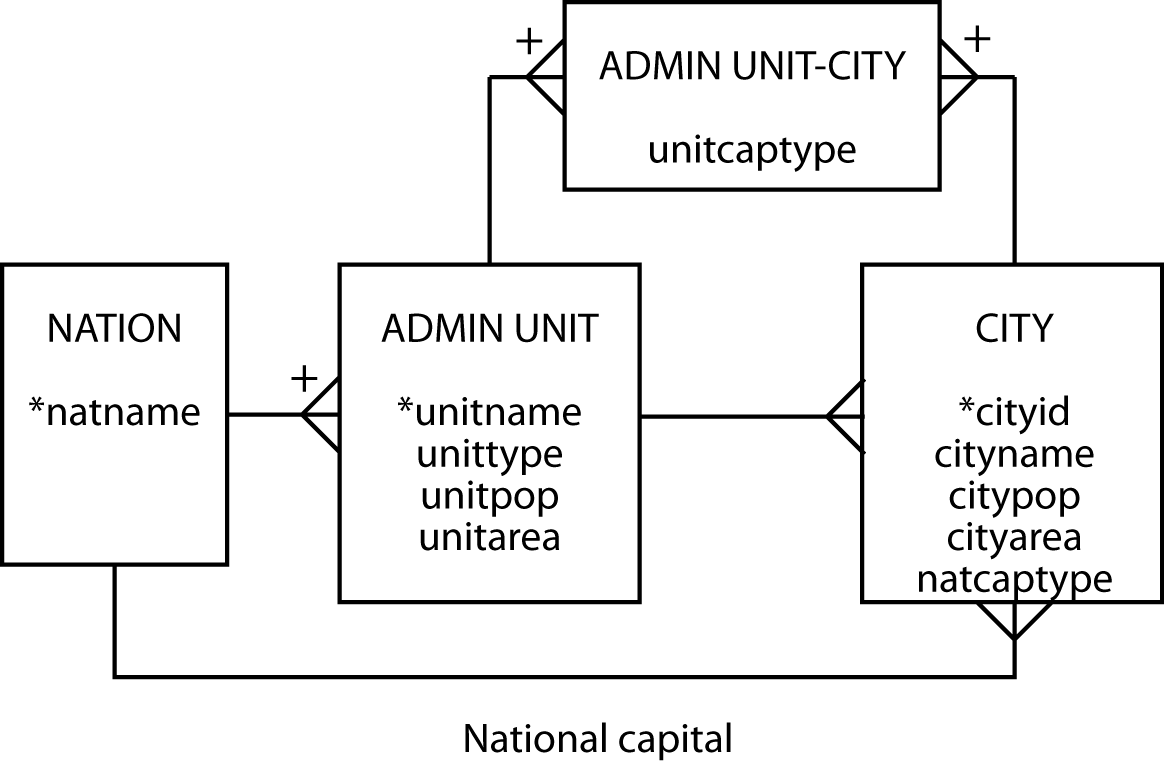 +
+
ADMIN UNIT-CITY
unitcaptype
NATION
*natname
+
ADMIN UNIT
*unitname
unittype
unitpop
unitarea
CITY
*cityid
cityname
citypop
cityarea
natcaptype
National capital